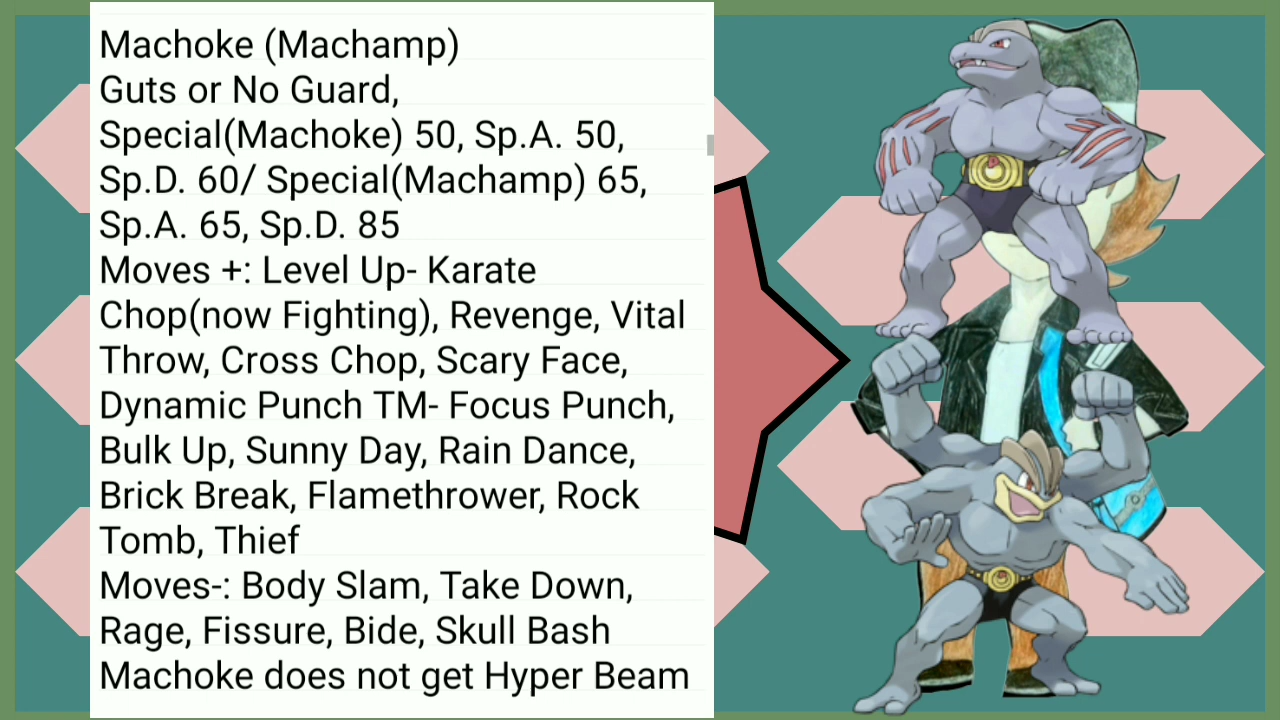 Machoke (Machamp)
Guts or No Guard,
Special(Machoke) 50, Sp.A. 50,
Sp.D. 60/ Special(Machamp) 65,
Sp.A. 65, Sp.D. 85
Moves +: Level Up- Karate
Chop(now Fighting), Revenge, Vital
Throw, Cross Chop, Scary Face,
Dynamic Punch TM- Focus Punch,
Bulk Up, Sunny Day, Rain Dance,
Brick Break, Flamethrower, Rock
Tomb, Thief
Moves-: Body Slam, Take Down,
Rage, Fissure, Bide, Skull Bash
Machoke does not get Hyper Beam